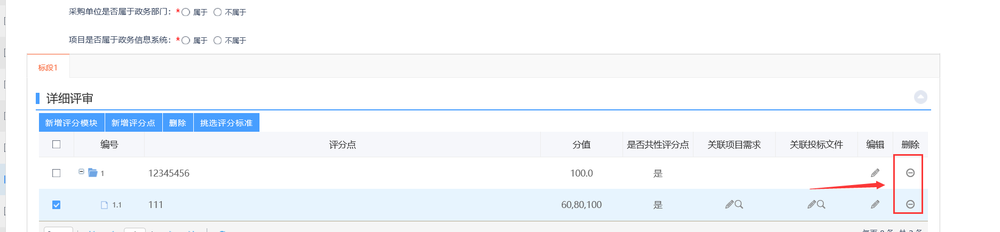 采购单位是否属于政务部门：* 属于 不属于
项目是否属于政务信息系统：* 属于 不属于
标段1
详细评审
新增评分模块 新增评分点 删除 挑选评分标准
编号 评分点 分值 是否共性评分点 关联项目需求 关联投标文件 编辑 删除
1 12345456 100.0 是
1.1 111 60,80,100 是